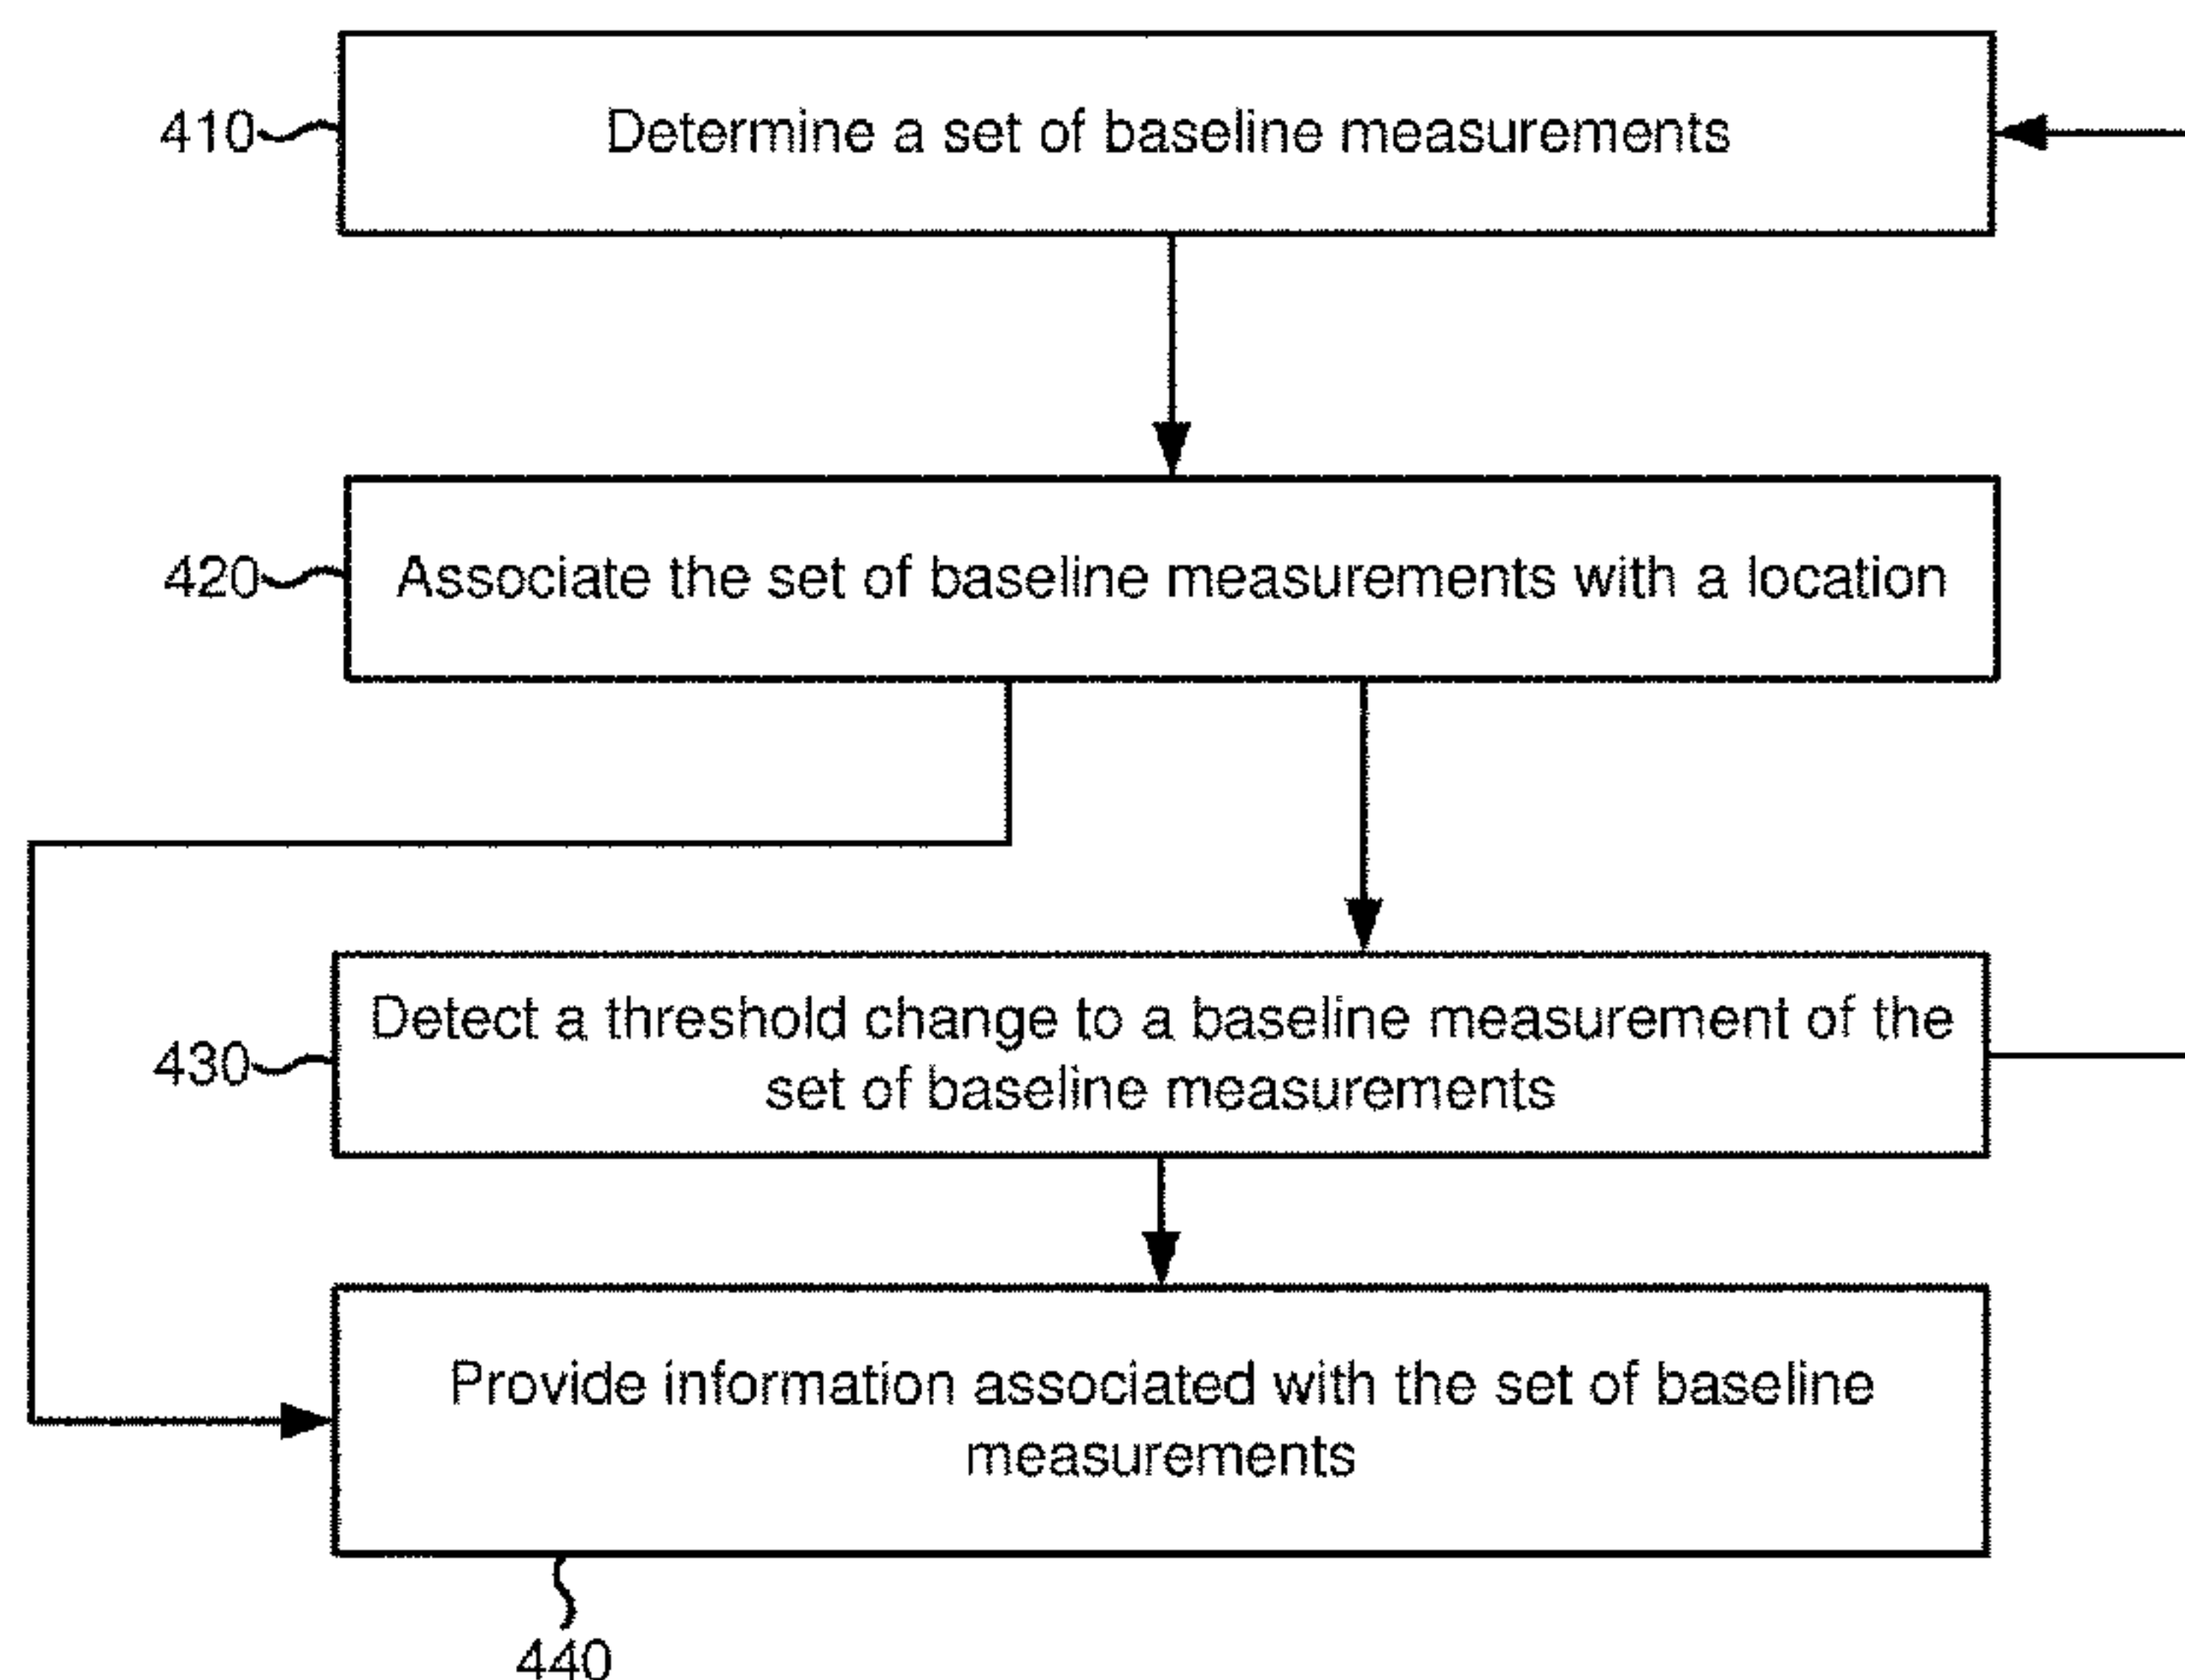 410
Determine a set of baseline measurements
420
Associate the set of baseline measurements with a location
430
Detect a threshold change to a baseline measurement of the
set of baseline measurements
Provide information associated with the set of baseline
measurements
440